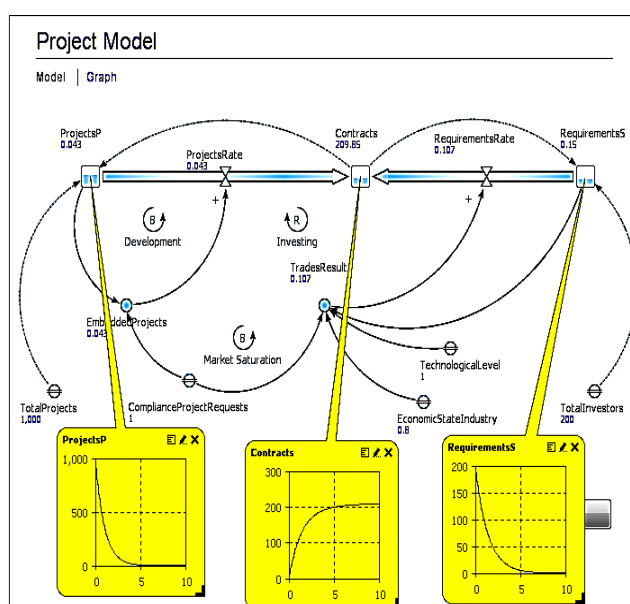 Project Model
Model | Graph
ProjectsP
0.043
Contracts
209.85
RequirementsRate
0.107
RequirementsS
0.15
ProjectsRate
0.043
+
+
B
Development
R
Investing
TradesResult
0.107
EmbeddedProjects
0.043
B
Market Saturation
TechnologicalLevel
1
TotalProjects
1,000
ComplianceProjectRequests
1
EconomicStateIndustry
0.8
TotalInvestors
200
ProjectsP
1,000
500
0
0 5 10
Contracts
300
200
100
0
0 5 10
RequirementsS
200
150
100
50
0
0 5 10